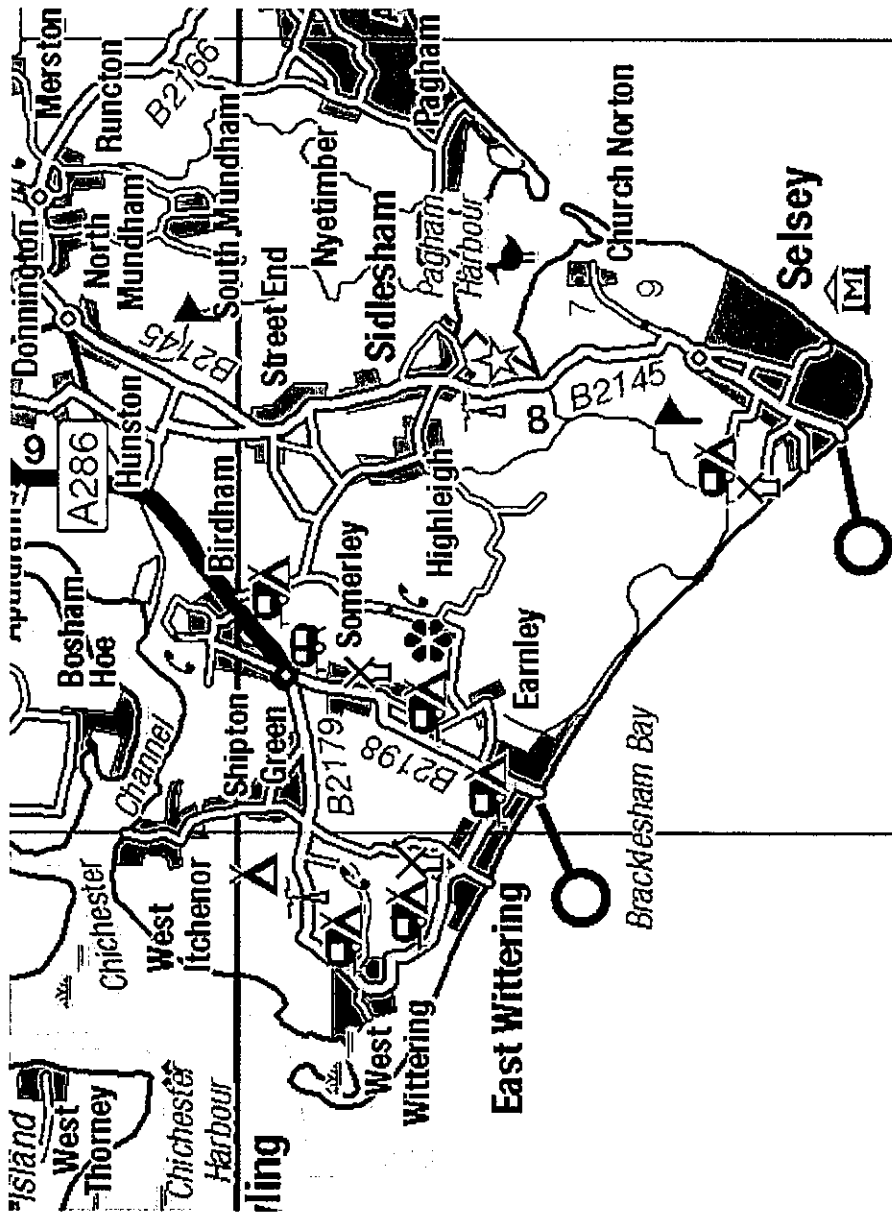 Island
West
Thorney
Chichester
Harbour
Chichester
Channel
Bosham
Hoe
9
A286
Donnington
Merston
Runcton
B2166
North
Mundham
South Mundham
Hunston
B2145
Birdham
West
Itchenor
Shipton
Green
Street End
Nyetimber
Pagham
Sidlesham
Pagham
Harbour
Somerley
B2179
B2198
Highleigh
West
Wittering
East Wittering
Earnley
8
B2145
7
9
Church Norton
Bracklesham Bay
Selsey
M